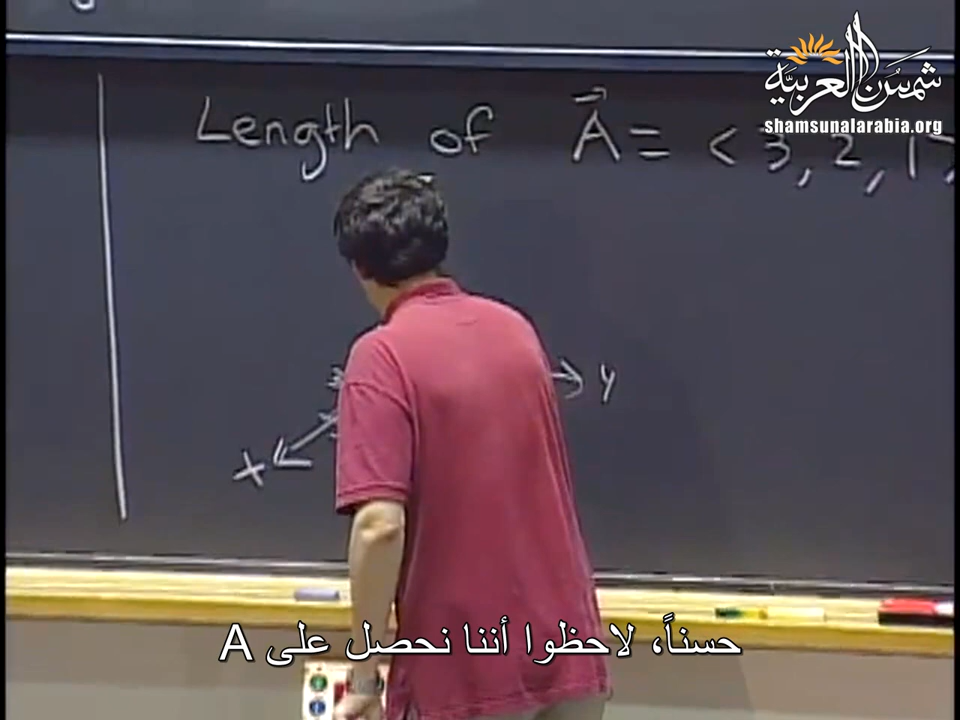 شمس العربية
shamsunalarabia.org
Length of A⃗ = < 3, 2, 1 >
Y
X
حسناً، لاحظوا أننا نحصل على A